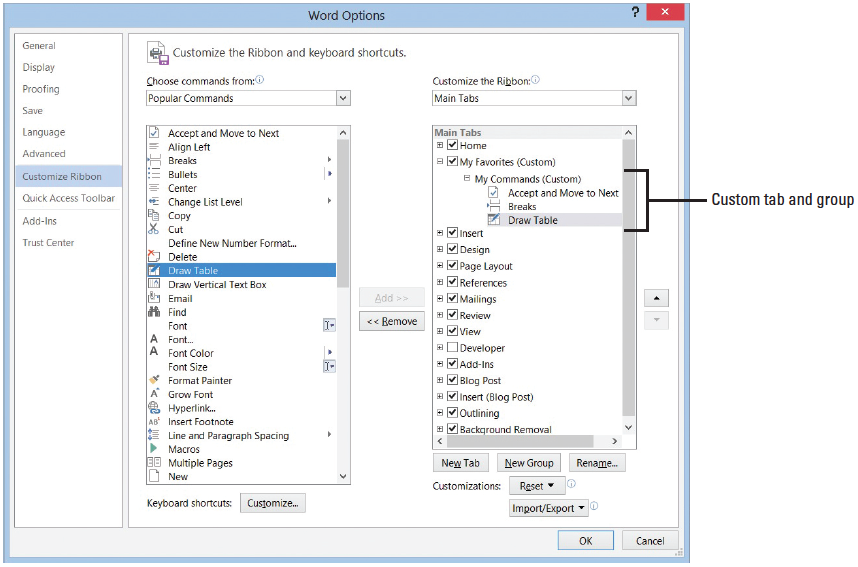 Word Options
?
General
Display
Proofing
Save
Language
Advanced
Customize Ribbon
Quick Access Toolbar
Add-Ins
Trust Center
Customize the Ribbon and keyboard shortcuts.
Choose commands from:
Popular Commands
Accept and Move to Next
Align Left
Breaks
Bullets
Center
Change List Level
Copy
Cut
Define New Number Format...
Delete
Draw Table
Draw Vertical Text Box
Email
Find
Font
Font...
Font Color
Font Size
Format Painter
Grow Font
Hyperlink...
Insert Footnote
Line and Paragraph Spacing
Macros
Multiple Pages
New
Keyboard shortcuts: Customize...
Add >>
<< Remove
Customize the Ribbon:
Main Tabs
Main Tabs
Home
My Favorites (Custom)
My Commands (Custom)
Accept and Move to Next
Breaks
Draw Table
Insert
Design
Page Layout
References
Mailings
Review
View
Developer
Add-Ins
Blog Post
Insert (Blog Post)
Outlining
Background Removal
New Tab New Group Rename...
Customizations: Reset
Import/Export
OK Cancel
Custom tab and group